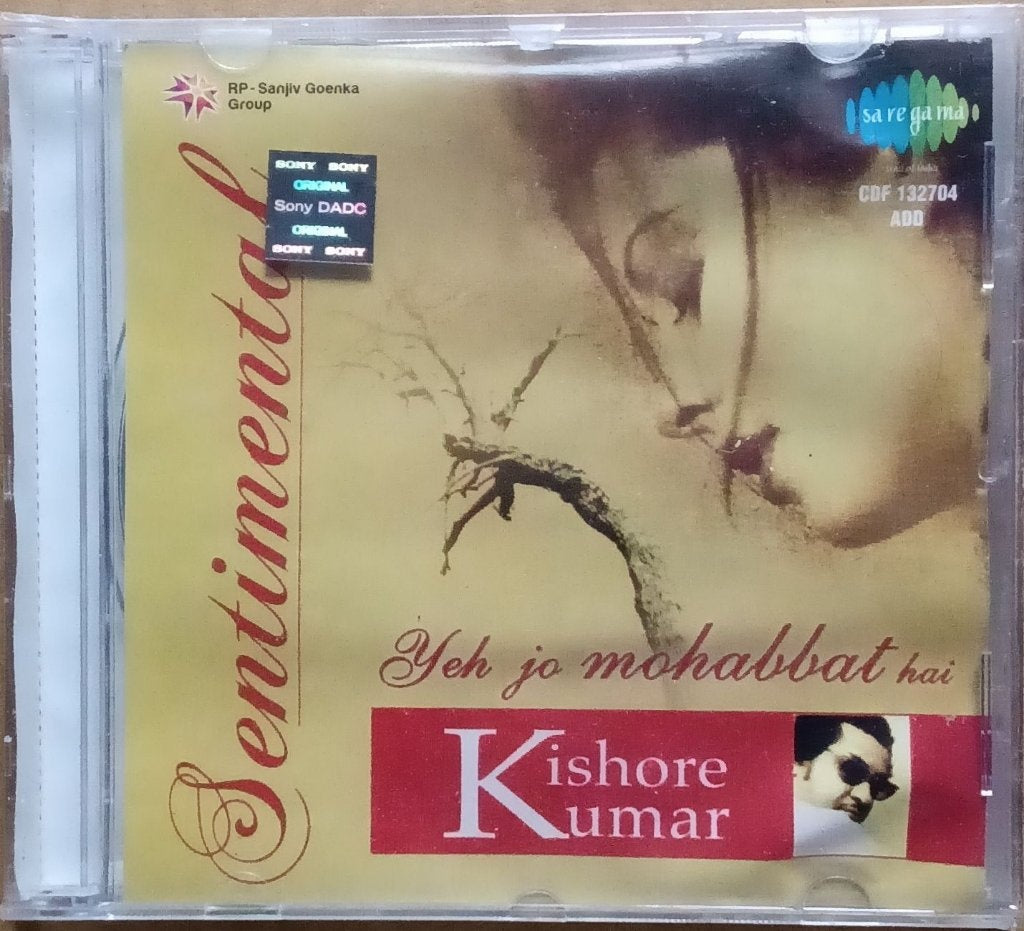 RP-Sanjiv Goenka
Group
sa re ga ma
CDF 132704
ADD
SONY SONY
ORIGINAL
Sony DADC
ORIGINAL
SONY SONY
Sentimental
Yeh jo mohabbat hai
Kishore
Kumar